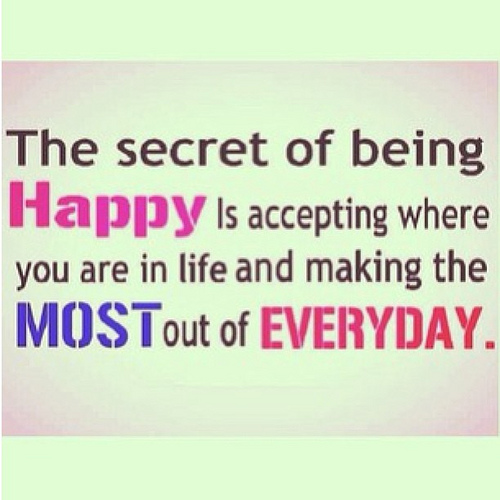 The secret of being
Happy Is accepting where
you are in life and making the
MOST out of EVERYDAY.